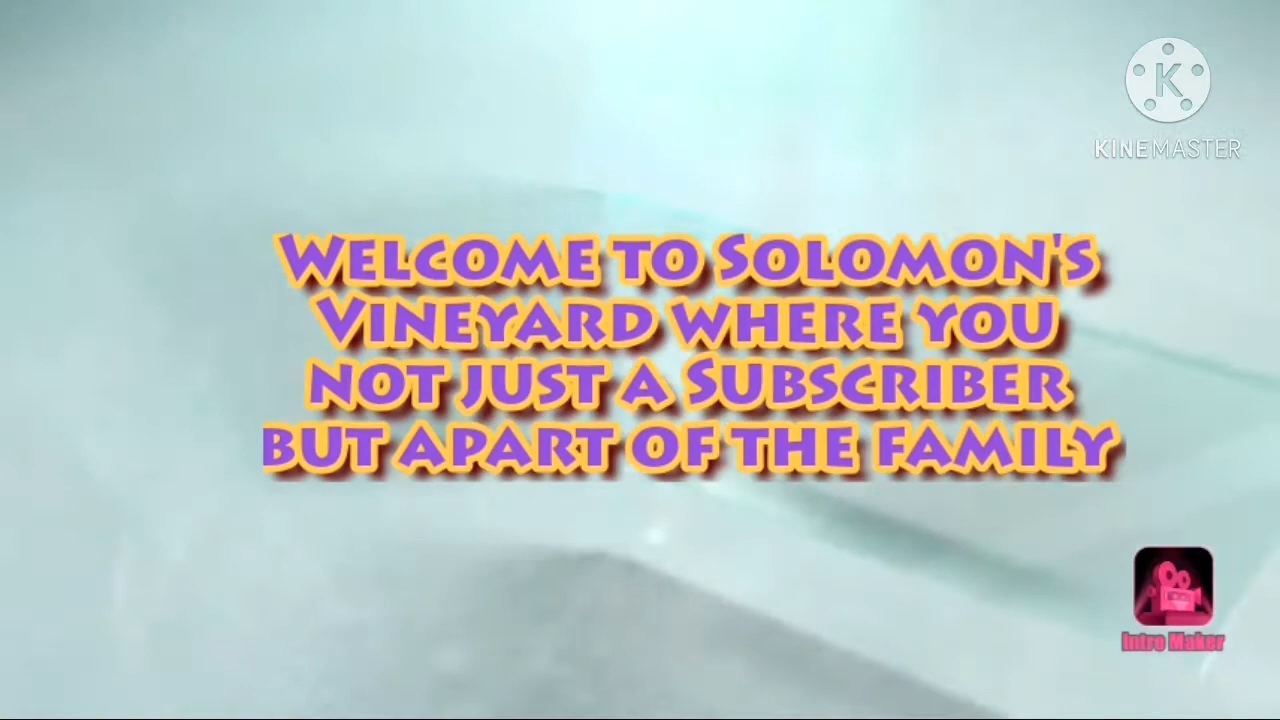 K
KINEMASTER
WELCOME TO SOLOMON'S
VINEYARD WHERE YOU
NOT JUST A SUBSCRIBER
BUT APART OF THE FAMILY
Intro Maker